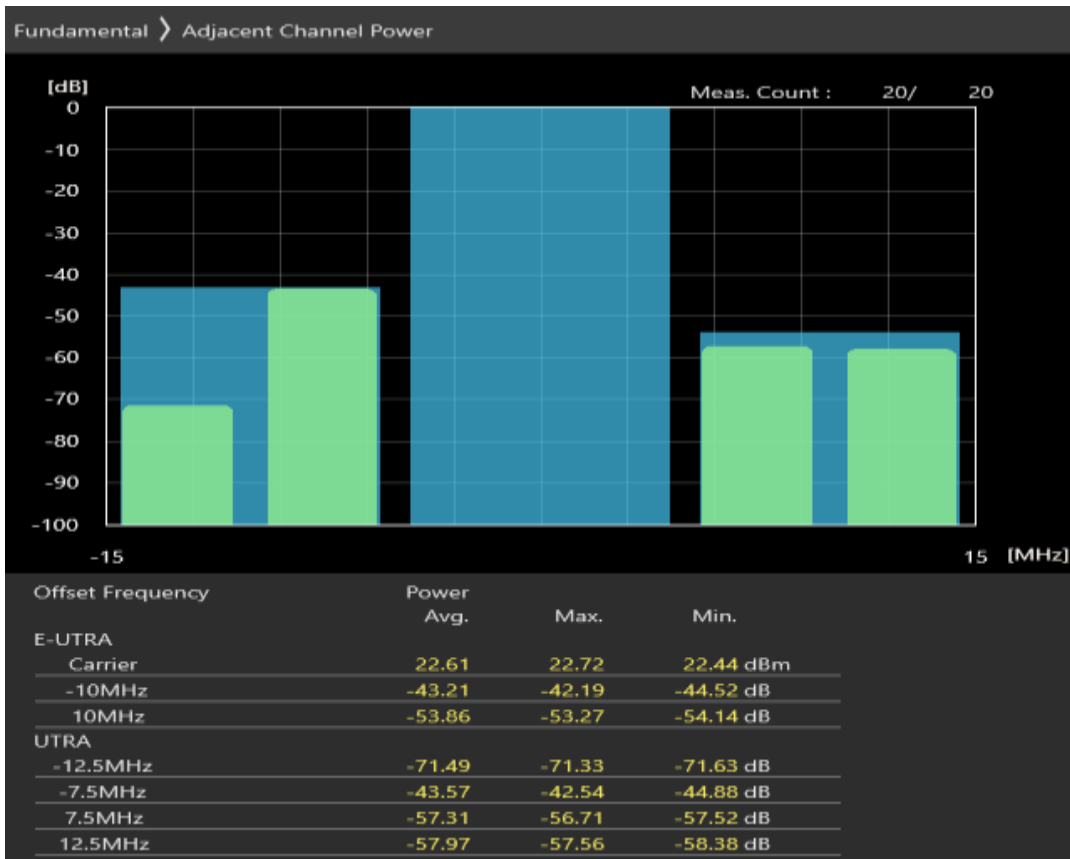 Fundamental 〉 Adjacent Channel Power
[dB]
Meas. Count : 20/ 20
0
-10
-20
-30
-40
-50
-60
-70
-80
-90
-100
-15 15 [MHz]
Offset Frequency Power
Avg. Max. Min.
E-UTRA
Carrier 22.61 22.72 22.44 dBm
-10MHz -43.21 -42.19 -44.52 dB
10MHz -53.86 -53.27 -54.14 dB
UTRA
-12.5MHz -71.49 -71.33 -71.63 dB
-7.5MHz -43.57 -42.54 -44.88 dB
7.5MHz -57.31 -56.71 -57.52 dB
12.5MHz -57.97 -57.56 -58.38 dB